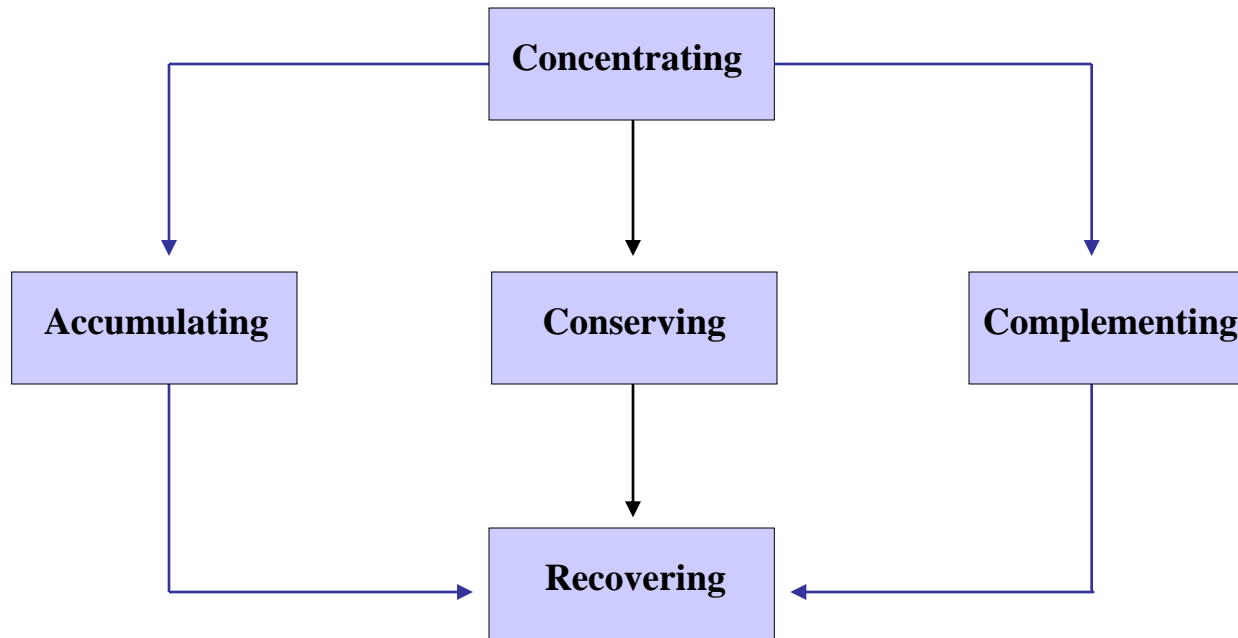 Concentrating
Accumulating
Conserving
Complementing
Recovering